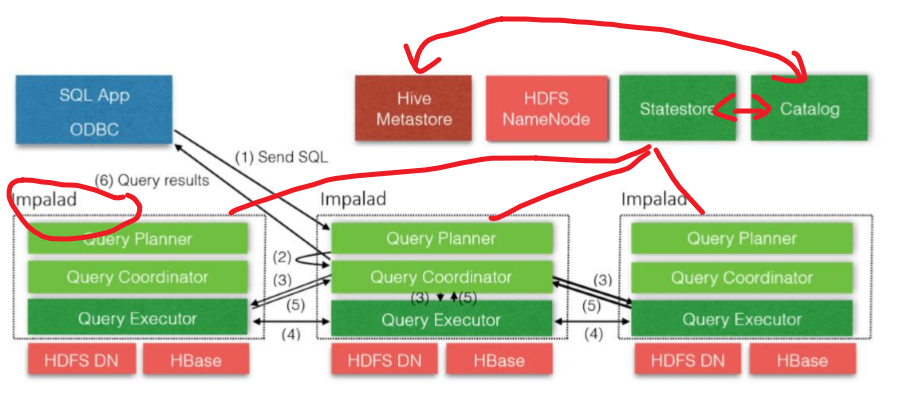 SQL App
ODBC
Hive
Metastore
HDFS
NameNode
Statestore
Catalog
(1) Send SQL
(6) Query results
Impalad
Impalad
Impalad
Query Planner
Query Planner
Query Planner
(2)
Query Coordinator
(3)
Query Coordinator
(3)
Query Coordinator
(5)
(3)
(5)
(5)
Query Executor
Query Executor
Query Executor
(4)
(4)
HDFS DN
HBase
HDFS DN
HBase
HDFS DN
HBase